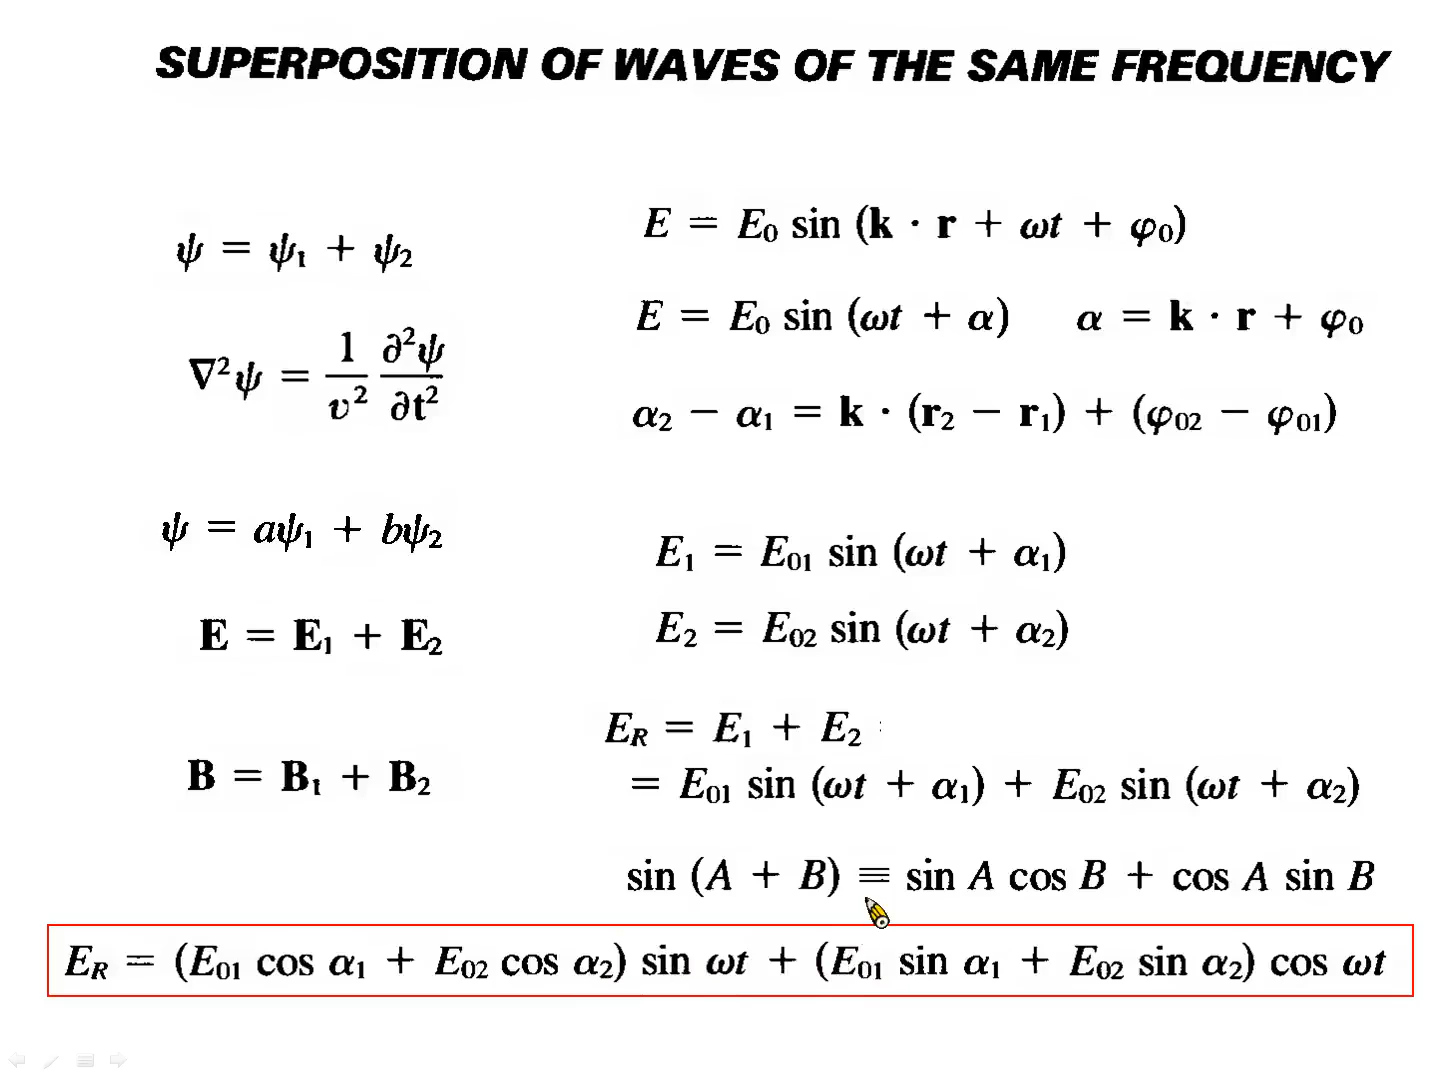 SUPERPOSITION OF WAVES OF THE SAME FREQUENCY
ψ = ψ₁ + ψ₂
∇²ψ = 1/v² ∂²ψ/∂t²
ψ = aψ₁ + bψ₂
E = E₁ + E₂
B = B₁ + B₂
E = E₀ sin (k · r + ωt + φ₀)
E = E₀ sin (ωt + α) α = k · r + φ₀
α₂ − α₁ = k · (r₂ − r₁) + (φ₀₂ − φ₀₁)
E₁ = E₀₁ sin (ωt + α₁)
E₂ = E₀₂ sin (ωt + α₂)
E_R = E₁ + E₂
= E₀₁ sin (ωt + α₁) + E₀₂ sin (ωt + α₂)
sin (A + B) ≡ sin A cos B + cos A sin B
E_R = (E₀₁ cos α₁ + E₀₂ cos α₂) sin ωt + (E₀₁ sin α₁ + E₀₂ sin α₂) cos ωt